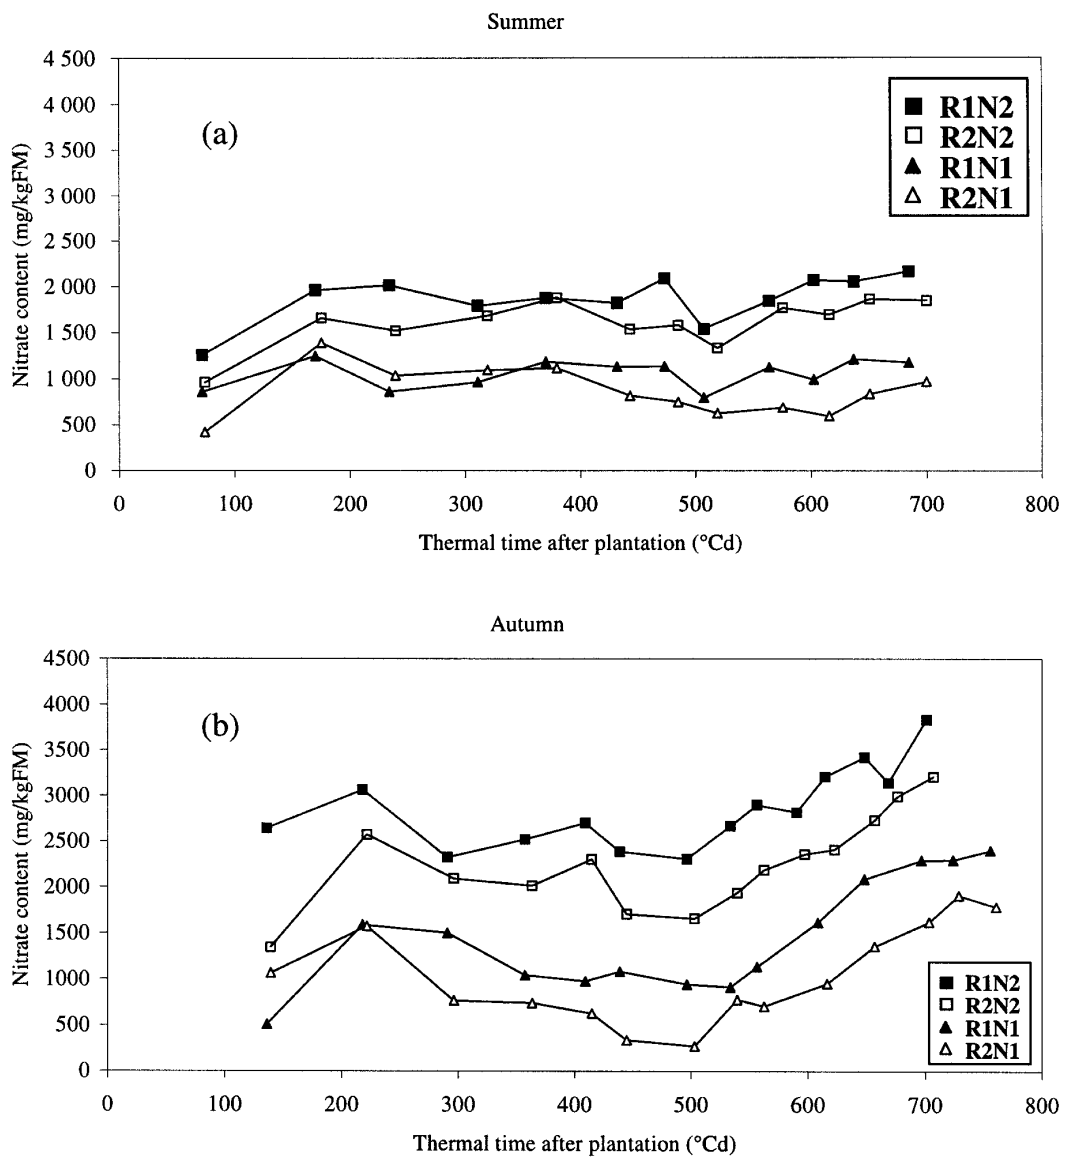 Summer
4 500
4 000
3 500
3 000
2 500
2 000
1 500
1 000
500
0
Nitrate content (mg/kgFM)
(a)
R1N2
R2N2
R1N1
R2N1
0 100 200 300 400 500 600 700 800
Thermal time after plantation (°Cd)
Autumn
4500
4000
3500
3000
2500
2000
1500
1000
500
0
Nitrate content (mg/kgFM)
(b)
R1N2
R2N2
R1N1
R2N1
0 100 200 300 400 500 600 700 800
Thermal time after plantation (°Cd)